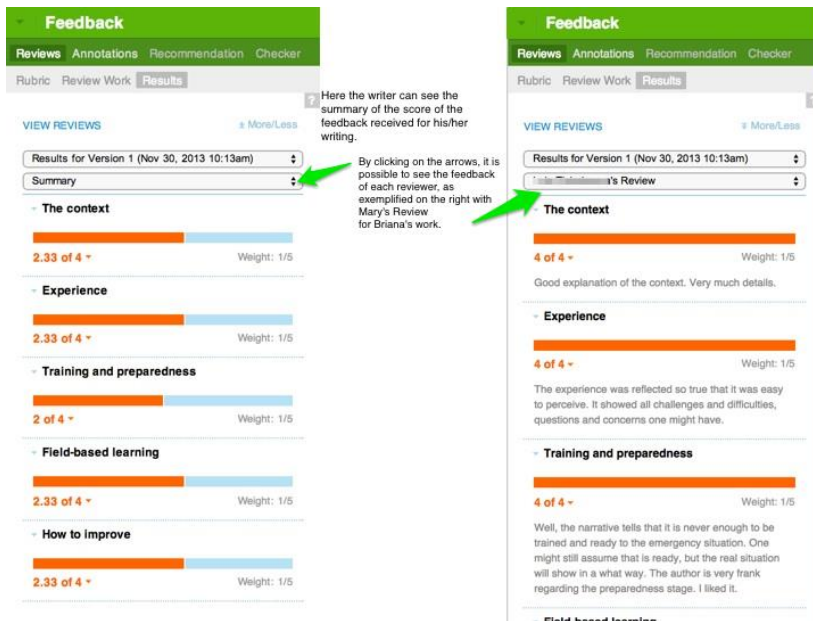 Feedback
Reviews Annotations Recommendation Checker
Rubric Review Work Results
?
VIEW REVIEWS
± More/Less
Results for Version 1 (Nov 30, 2013 10:13am)
Summary
The context
2.33 of 4
Weight: 1/5
Experience
2.33 of 4
Weight: 1/5
Training and preparedness
2 of 4
Weight: 1/5
Field-based learning
2.33 of 4
Weight: 1/5
How to improve
2.33 of 4
Weight: 1/5
Here the writer can see the
summary of the score of the
feedback received for his/her
writing.
By clicking on the arrows, it is
possible to see the feedback
of each reviewer, as
exemplified on the right with
Mary's Review
for Briana's work.
Feedback
Reviews Annotations Recommendation Checker
Rubric Review Work Results
?
VIEW REVIEWS
± More/Less
Results for Version 1 (Nov 30, 2013 10:13am)
's Review
The context
4 of 4
Weight: 1/5
Good explanation of the context. Very much details.
Experience
4 of 4
Weight: 1/5
The experience was reflected so true that it was easy
to perceive. It showed all challenges and difficulties,
questions and concerns one might have.
Training and preparedness
4 of 4
Weight: 1/5
Well, the narrative tells that it is never enough to be
trained and ready to the emergency situation. One
might still assume that is ready, but the real situation
will show in a what way. The author is very frank
regarding the preparedness stage. I liked it.
Field-based learning